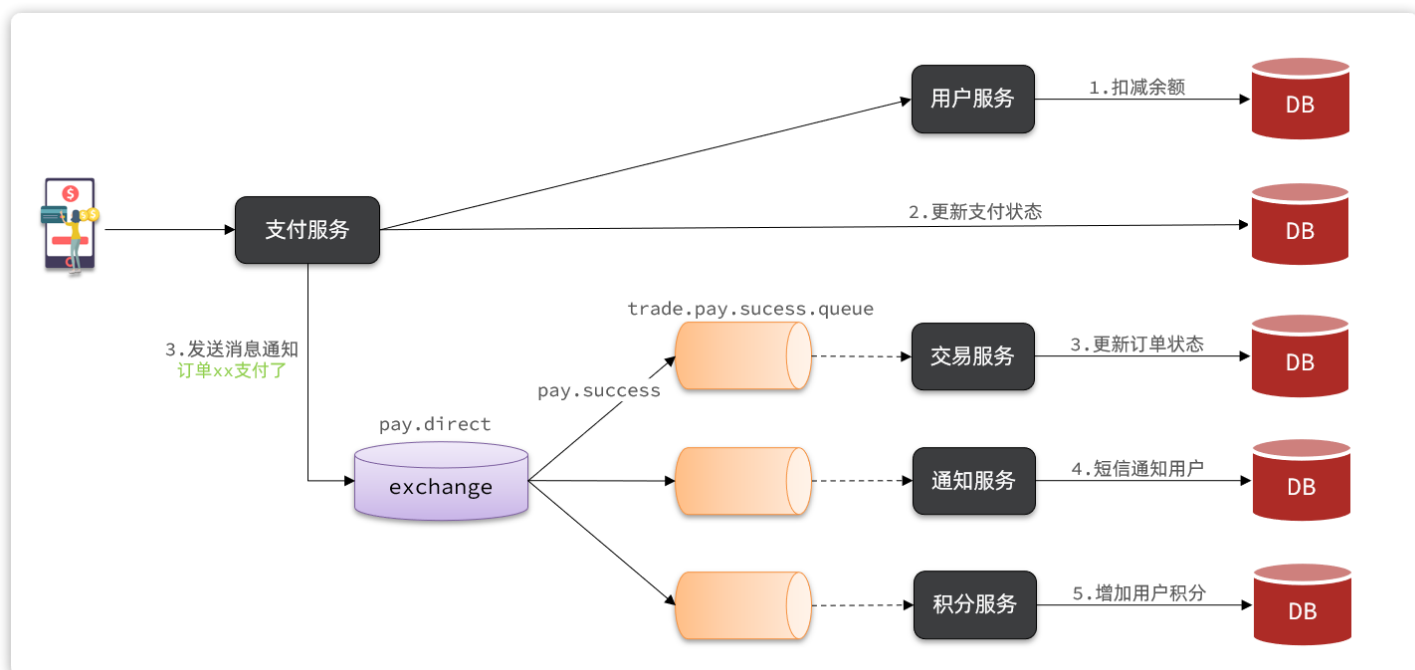 用户服务
1.扣减余额
DB
支付服务
2.更新支付状态
DB
3.发送消息通知
订单xx支付了
trade.pay.sucess.queue
pay.success
交易服务
3.更新订单状态
DB
pay.direct
exchange
通知服务
4.短信通知用户
DB
积分服务
5.增加用户积分
DB